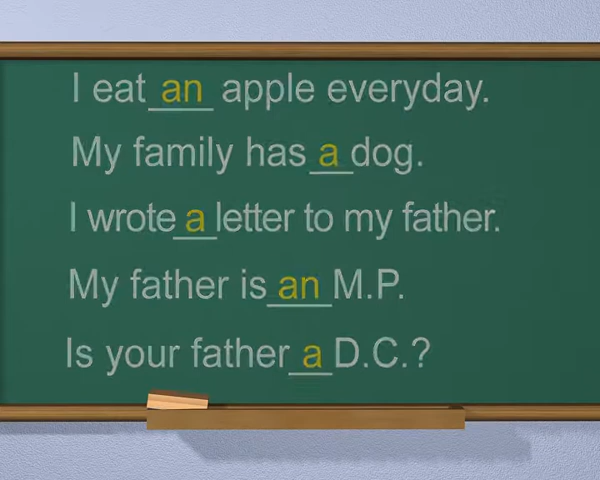 I eat an apple everyday.
My family has a dog.
I wrote a letter to my father.
My father is an M.P.
Is your father a D.C.?